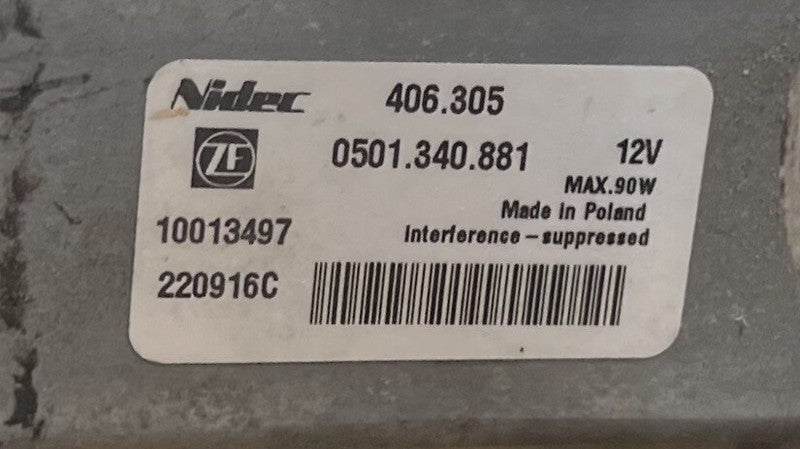 Nidec 406.305
ZF 0501.340.881 12V
MAX.90W
Made in Poland
10013497 Interference-suppressed
220916C